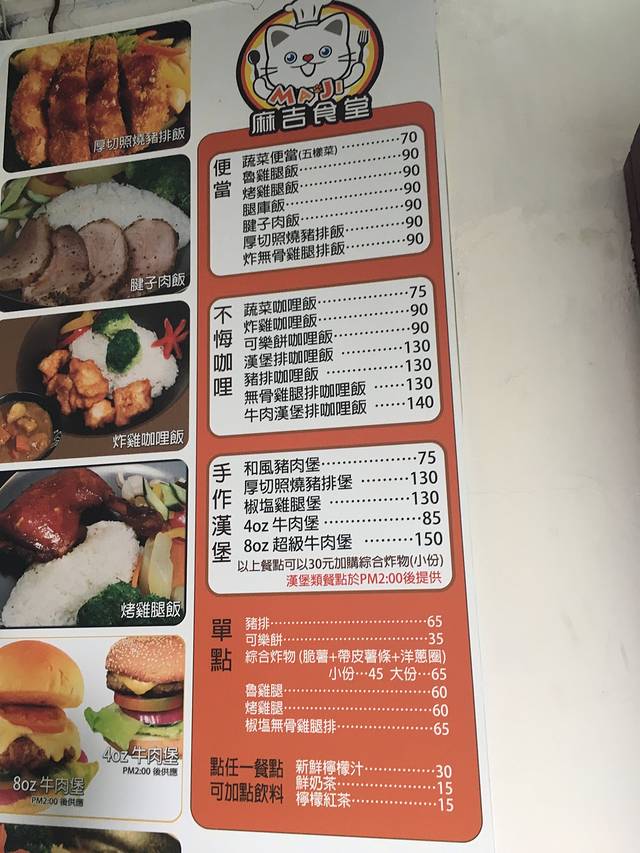 MAJI
麻吉食堂
便當
蔬菜便當(五樣菜)…………70
魯雞腿飯…………90
烤雞腿飯…………90
腿庫飯…………90
腱子肉飯…………90
厚切照燒豬排飯…………90
炸無骨雞腿排飯…………90
不悔咖哩
蔬菜咖哩飯…………75
炸雞咖哩飯…………90
可樂餅咖哩飯…………90
漢堡排咖哩飯…………130
豬排咖哩飯…………130
無骨雞腿排咖哩飯……130
牛肉漢堡排咖哩飯……140
手作漢堡
和風豬肉堡…………75
厚切照燒豬排堡………130
椒塩雞腿堡…………130
4oz 牛肉堡…………85
8oz 超級牛肉堡………150
以上餐點可以30元加購綜合炸物(小份)
漢堡類餐點於PM2:00後提供
單點
豬排…………65
可樂餅…………35
綜合炸物 (脆薯+帶皮薯條+洋蔥圈)
小份…45 大份…65
魯雞腿…………60
烤雞腿…………60
椒塩無骨雞腿排…………65
點任一餐點
可加點飲料
新鮮檸檬汁…………30
鮮奶茶…………15
檸檬紅茶…………15
厚切照燒豬排飯
腱子肉飯
炸雞咖哩飯
烤雞腿飯
4oz 牛肉堡
PM2:00 後供應
8oz 牛肉堡
PM2:00 後供應